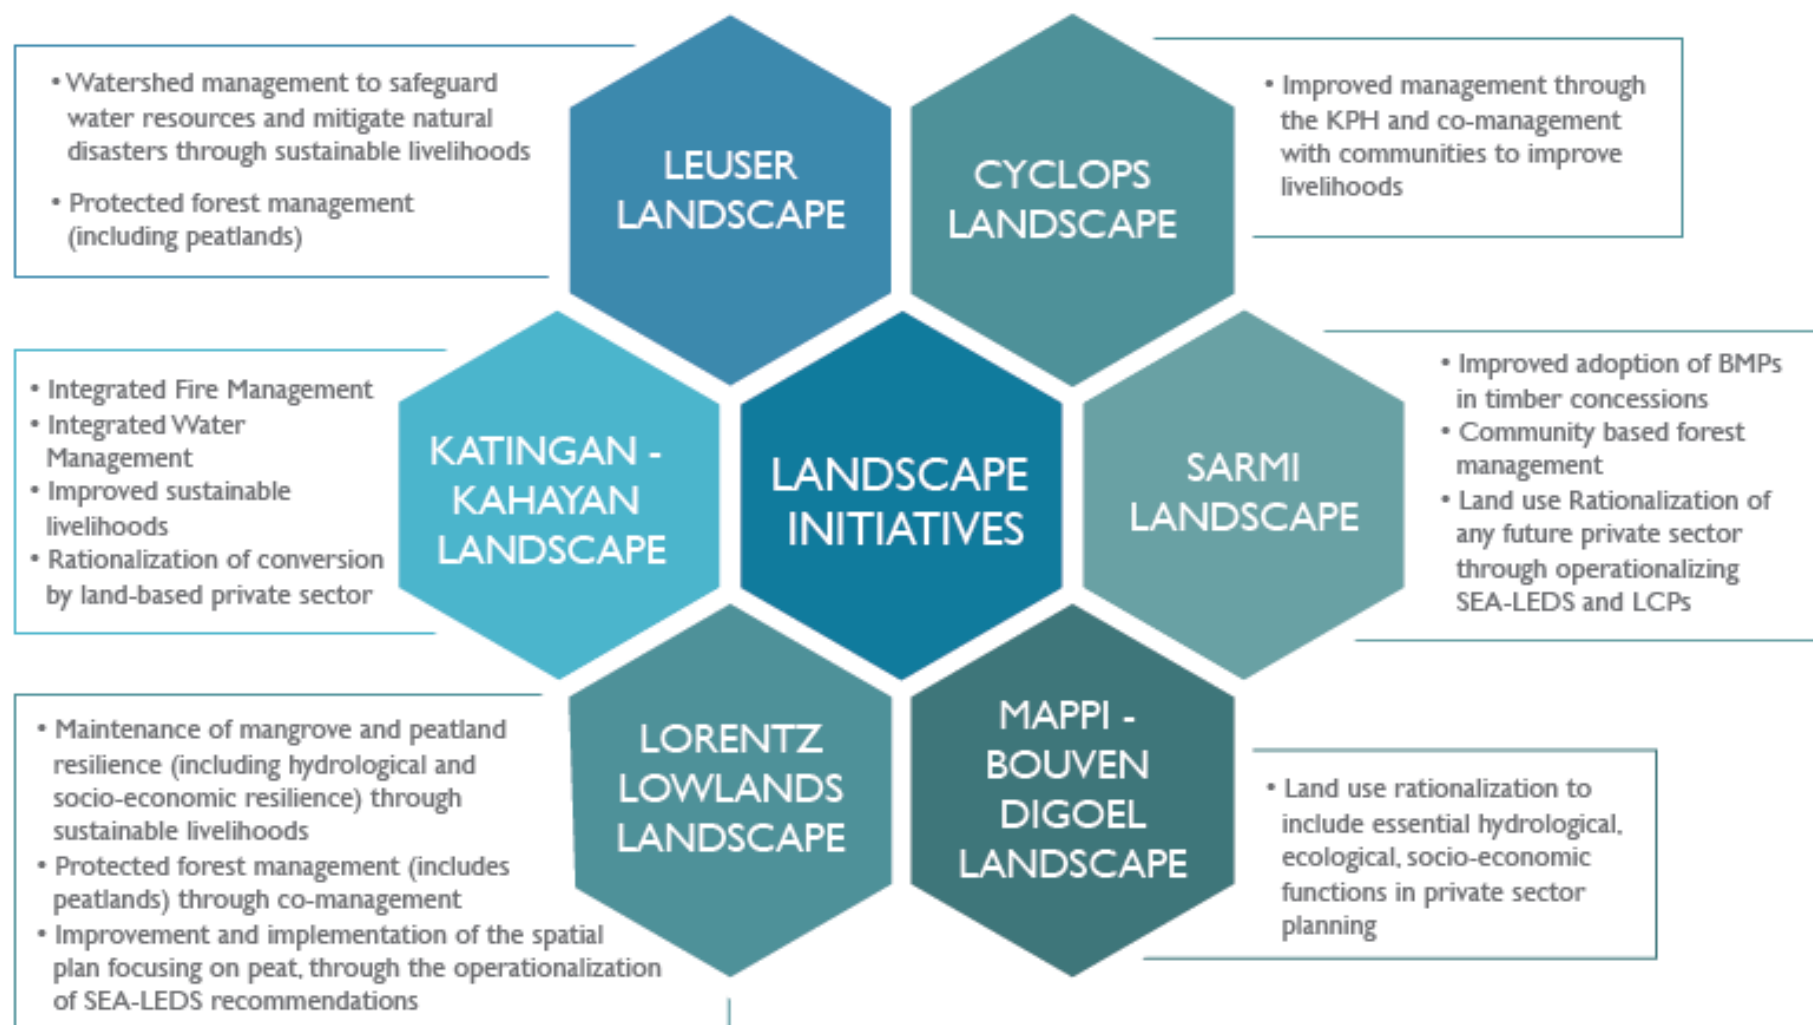 • Watershed management to safeguard
water resources and mitigate natural
disasters through sustainable livelihoods
• Protected forest management
(including peatlands)
LEUSER
LANDSCAPE
CYCLOPS
LANDSCAPE
• Improved management through
the KPH and co-management
with communities to improve
livelihoods
• Integrated Fire Management
• Integrated Water
Management
• Improved sustainable
livelihoods
• Rationalization of conversion
by land-based private sector
KATINGAN -
KAHAYAN
LANDSCAPE
LANDSCAPE
INITIATIVES
SARMI
LANDSCAPE
• Improved adoption of BMPs
in timber concessions
• Community based forest
management
• Land use Rationalization of
any future private sector
through operationalizing
SEA-LEDS and LCPs
• Maintenance of mangrove and peatland
resilience (including hydrological and
socio-economic resilience) through
sustainable livelihoods
• Protected forest management (includes
peatlands) through co-management
• Improvement and implementation of the spatial
plan focusing on peat, through the operationalization
of SEA-LEDS recommendations
LORENTZ
LOWLANDS
LANDSCAPE
MAPPI -
BOUVEN
DIGOEL
LANDSCAPE
• Land use rationalization to
include essential hydrological,
ecological, socio-economic
functions in private sector
planning